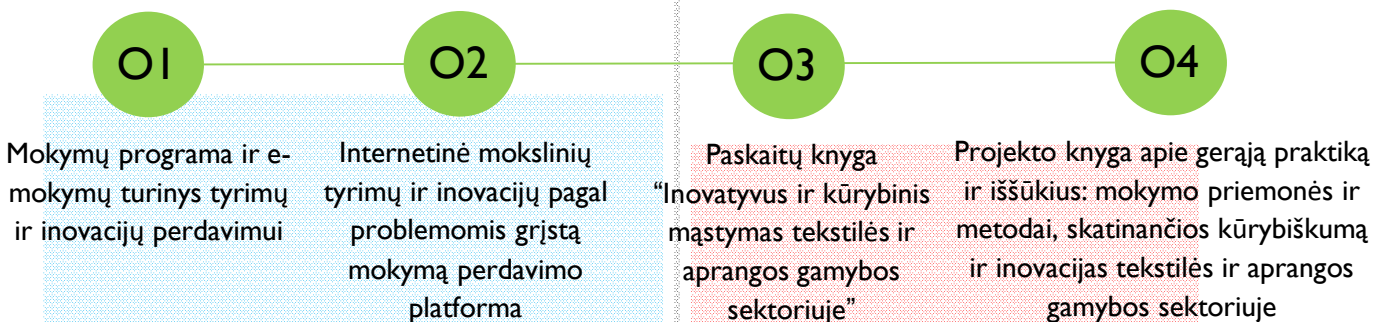 O1
Mokymų programa ir e-
mokymų turinys tyrimų
ir inovacijų perdavimui
O2
Internetinė mokslinių
tyrimų ir inovacijų pagal
problemomis grįstą
mokymą perdavimo
platforma
O3
Paskaitų knyga
“Inovatyvus ir kūrybinis
mąstymas tekstilės ir
aprangos gamybos
sektoriuje”
O4
Projekto knyga apie gerąją praktiką
ir iššūkius: mokymo priemonės ir
metodai, skatinančios kūrybiškumą
ir inovacijas tekstilės ir aprangos
gamybos sektoriuje